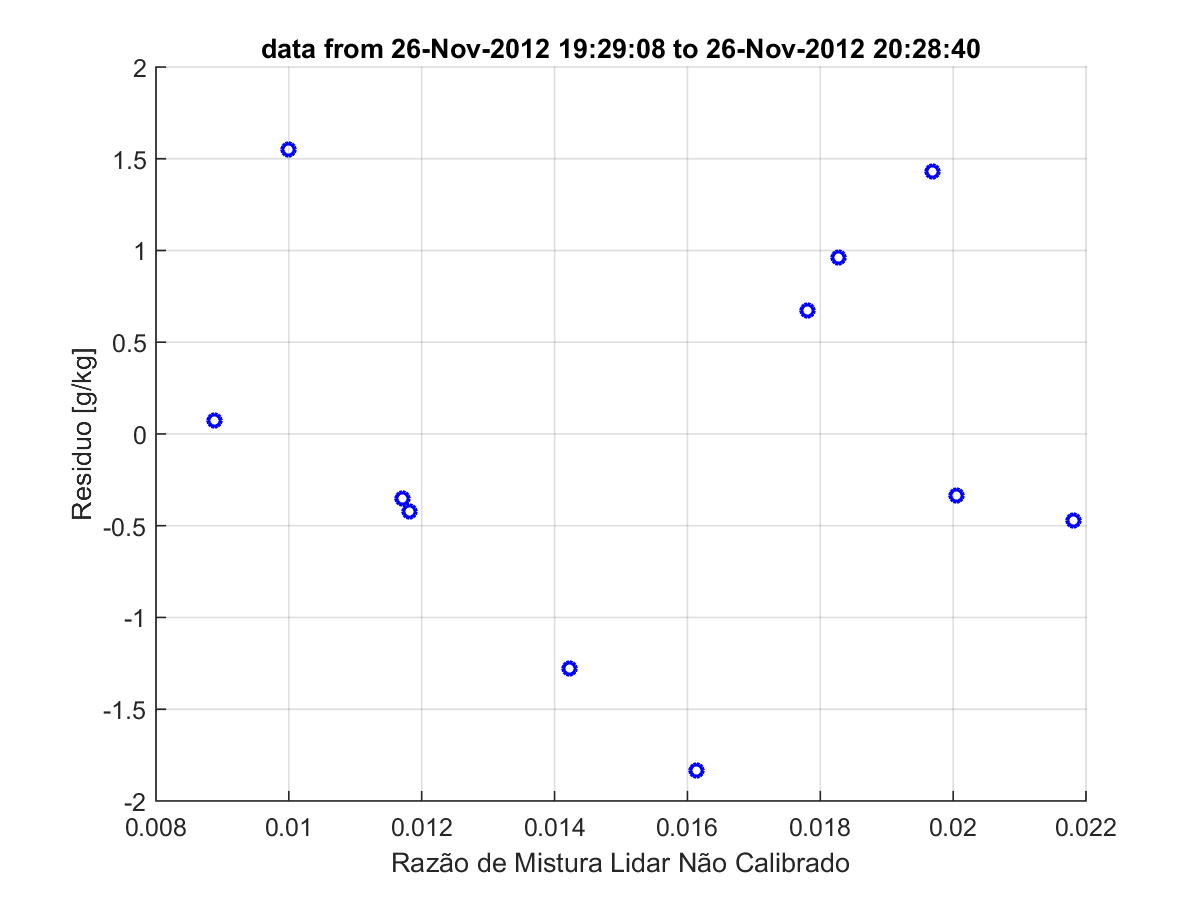 data from 26-Nov-2012 19:29:08 to 26-Nov-2012 20:28:40
2
1.5
1
0.5
0
-0.5
-1
-1.5
-2
Residuo [g/kg]
0.008 0.01 0.012 0.014 0.016 0.018 0.02 0.022
Razão de Mistura Lidar Não Calibrado